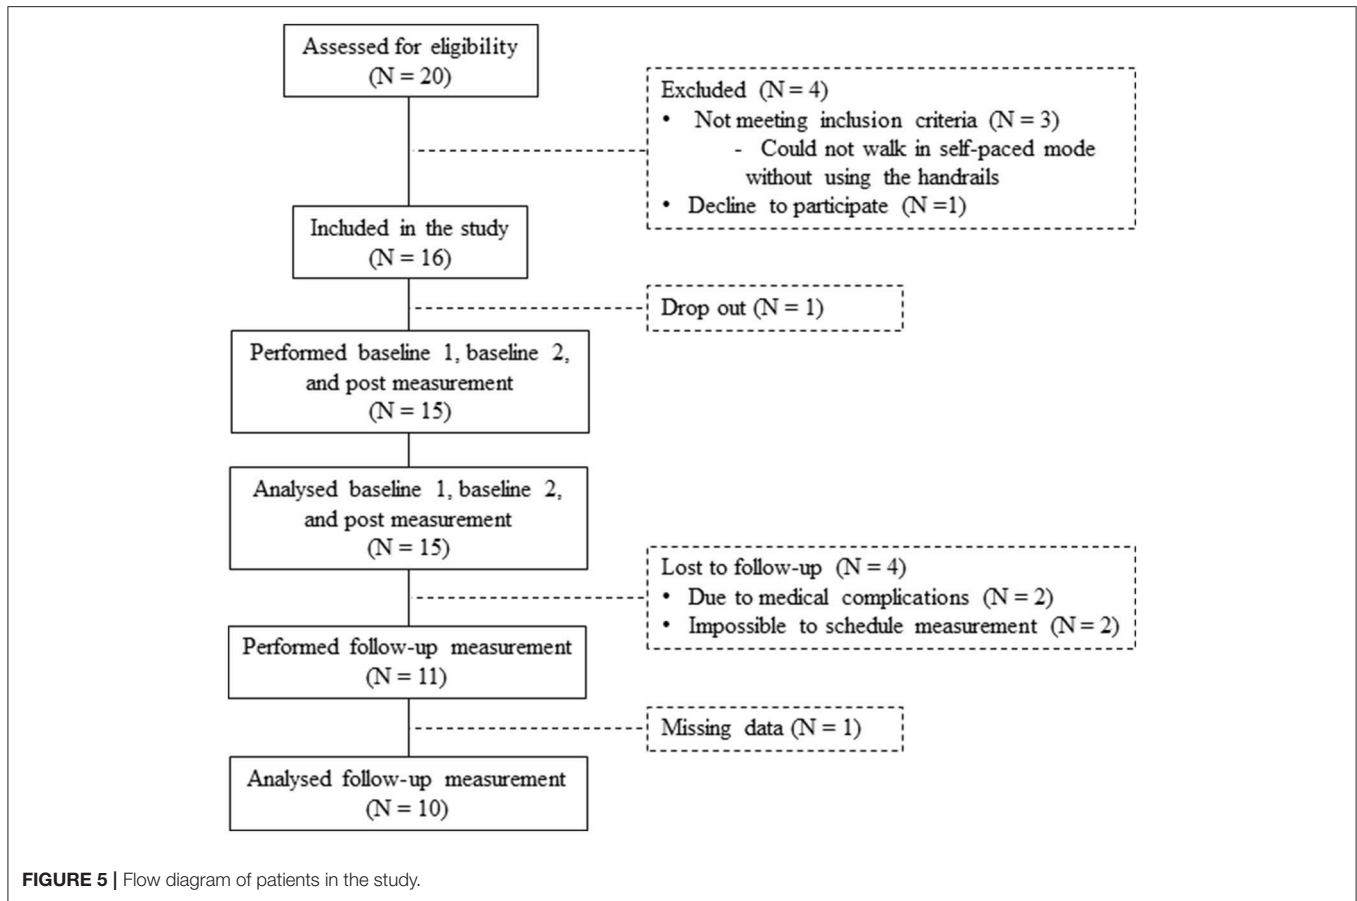 Assessed for eligibility
(N = 20)
Excluded (N = 4)
• Not meeting inclusion criteria (N = 3)
- Could not walk in self-paced mode
without using the handrails
• Decline to participate (N =1)
Included in the study
(N = 16)
Drop out (N = 1)
Performed baseline 1, baseline 2,
and post measurement
(N = 15)
Analysed baseline 1, baseline 2,
and post measurement
(N = 15)
Lost to follow-up (N = 4)
• Due to medical complications (N = 2)
• Impossible to schedule measurement (N = 2)
Performed follow-up measurement
(N = 11)
Missing data (N = 1)
Analysed follow-up measurement
(N = 10)
FIGURE 5 | Flow diagram of patients in the study.